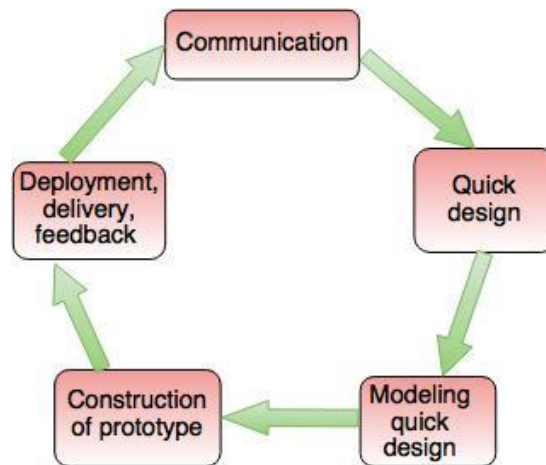 Communication
Quick
design
Modeling
quick
design
Construction
of prototype
Deployment,
delivery,
feedback